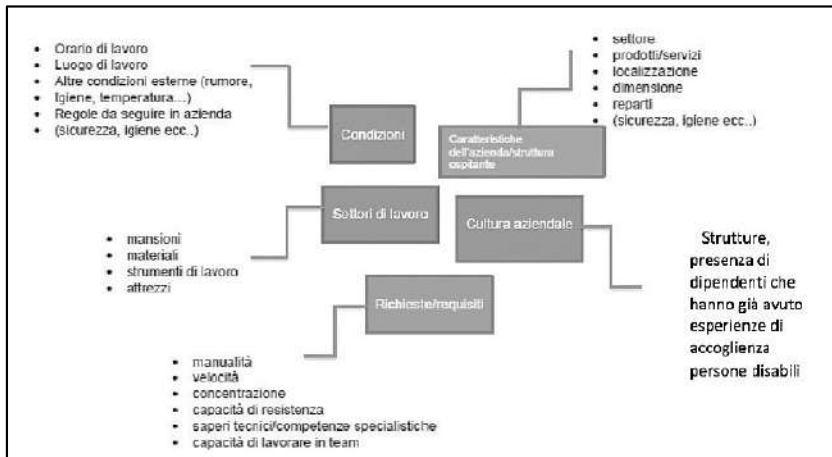 • Orario di lavoro
• Luogo di lavoro
• Altre condizioni esterne (rumore,
• Igiene, temperatura...)
• Regole da seguire in azienda
• (sicurezza, igiene ecc..)
Condizioni
• settore
• prodotti/servizi
• localizzazione
• dimensione
• reparti
• (sicurezza, igiene ecc..)
Caratteristiche
dell'azienda/struttura
ospitante
Settori di lavoro
• mansioni
• materiali
• strumenti di lavoro
• attrezzi
Cultura aziendale
Strutture,
presenza di
dipendenti che
hanno già avuto
esperienze di
accoglienza
persone disabili
Richieste/requisiti
• manualità
• velocità
• concentrazione
• capacità di resistenza
• saperi tecnici/competenze specialistiche
• capacità di lavorare in team